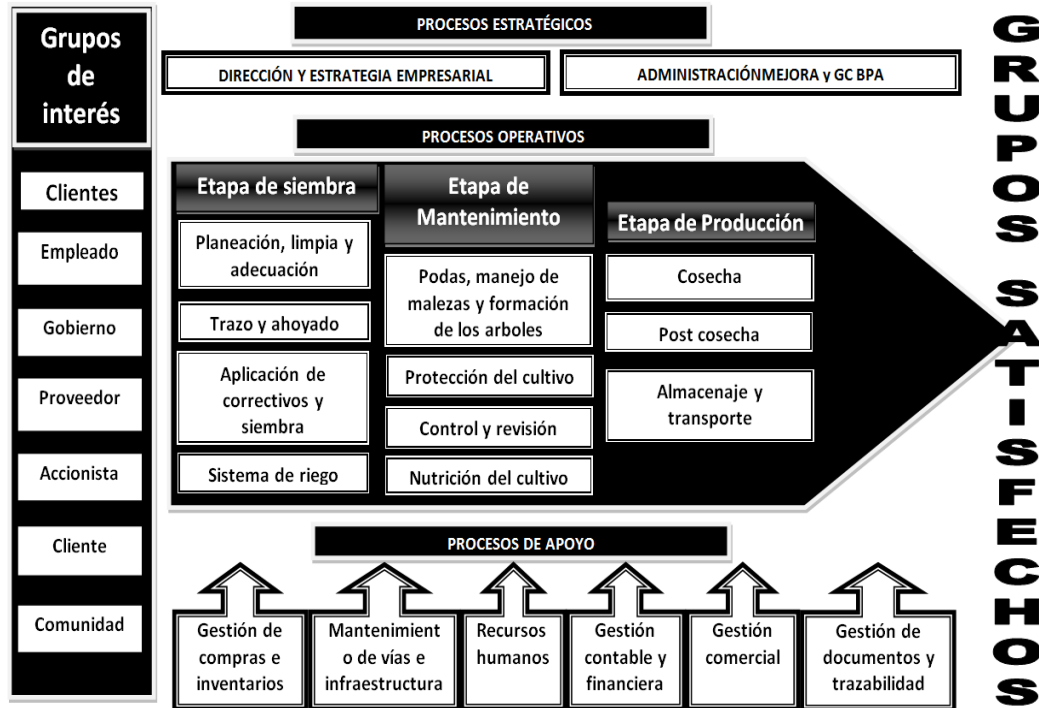 Grupos
de
interés
Clientes
Empleado
Gobierno
Proveedor
Accionista
Cliente
Comunidad
PROCESOS ESTRATÉGICOS
DIRECCIÓN Y ESTRATEGIA EMPRESARIAL
ADMINISTRACIÓNMEJORA y GC BPA
PROCESOS OPERATIVOS
Etapa de siembra
Planeación, limpia y
adecuación
Trazo y ahoyado
Aplicación de
correctivos y
siembra
Sistema de riego
Etapa de
Mantenimiento
Podas, manejo de
malezas y formación
de los arboles
Protección del cultivo
Control y revisión
Nutrición del cultivo
Etapa de Producción
Cosecha
Post cosecha
Almacenaje y
transporte
PROCESOS DE APOYO
Gestión de
compras e
inventarios
Mantenimient
o de vías e
infraestructura
Recursos
humanos
Gestión
contable y
financiera
Gestión
comercial
Gestión de
documentos y
trazabilidad
GRUPOS SATISFECHOS